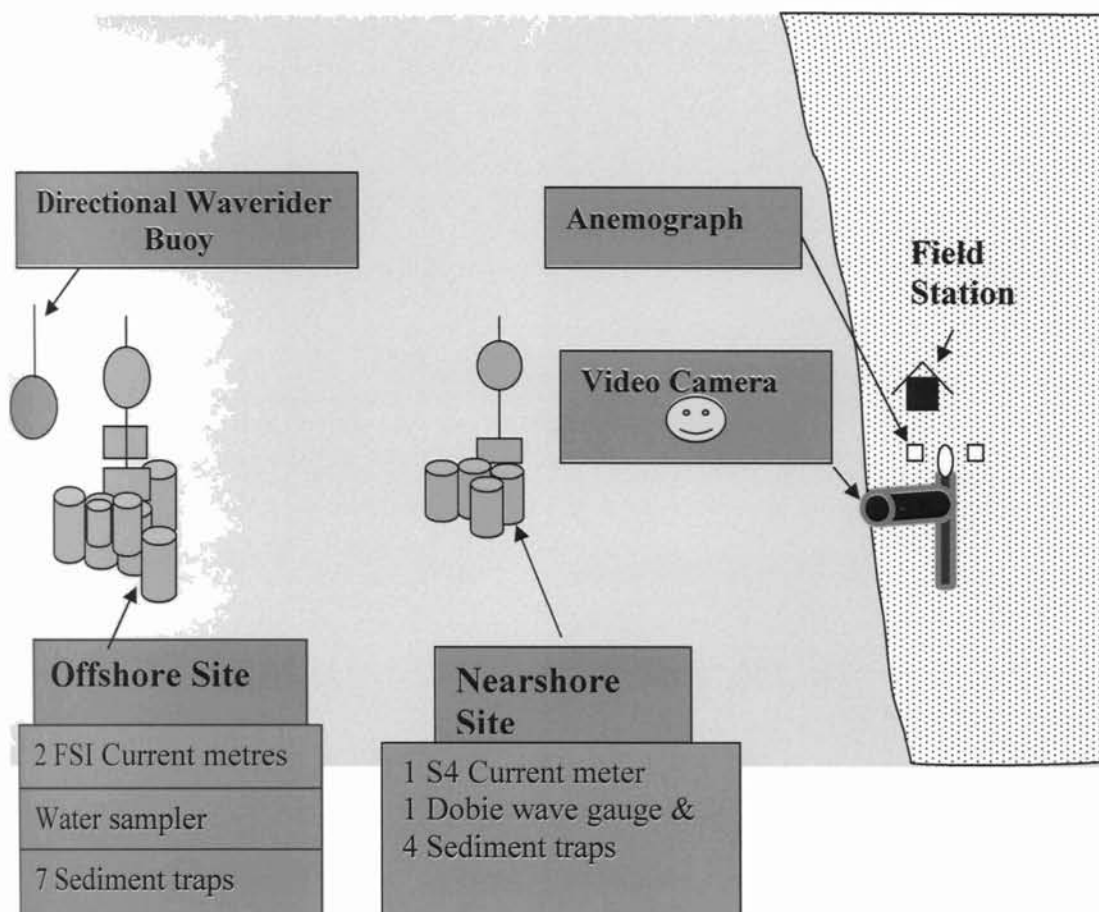 Directional Waverider
Buoy
Anemograph
Field
Station
Video Camera
Offshore Site
2 FSI Current metres
Water sampler
7 Sediment traps
Nearshore
Site
1 S4 Current meter
1 Dobie wave gauge &
4 Sediment traps